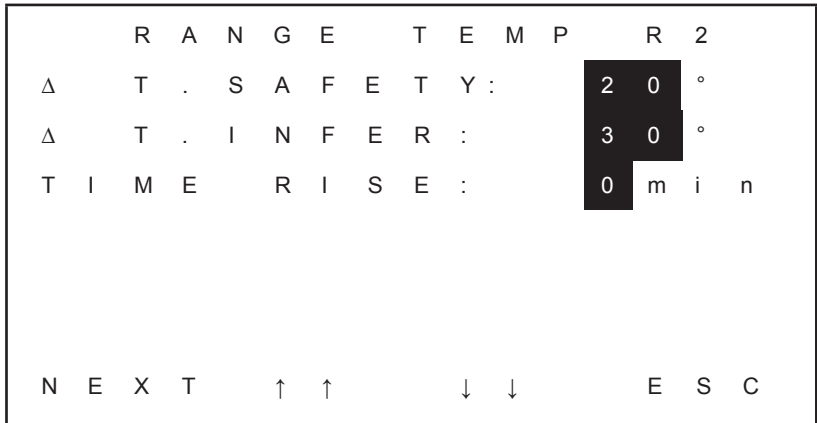 RANGE TEMP R2
Δ T.SAFETY: 20°
Δ T.INFER: 30°
TIME RISE: 0min
NEXT ↑↑ ↓↓ ESC